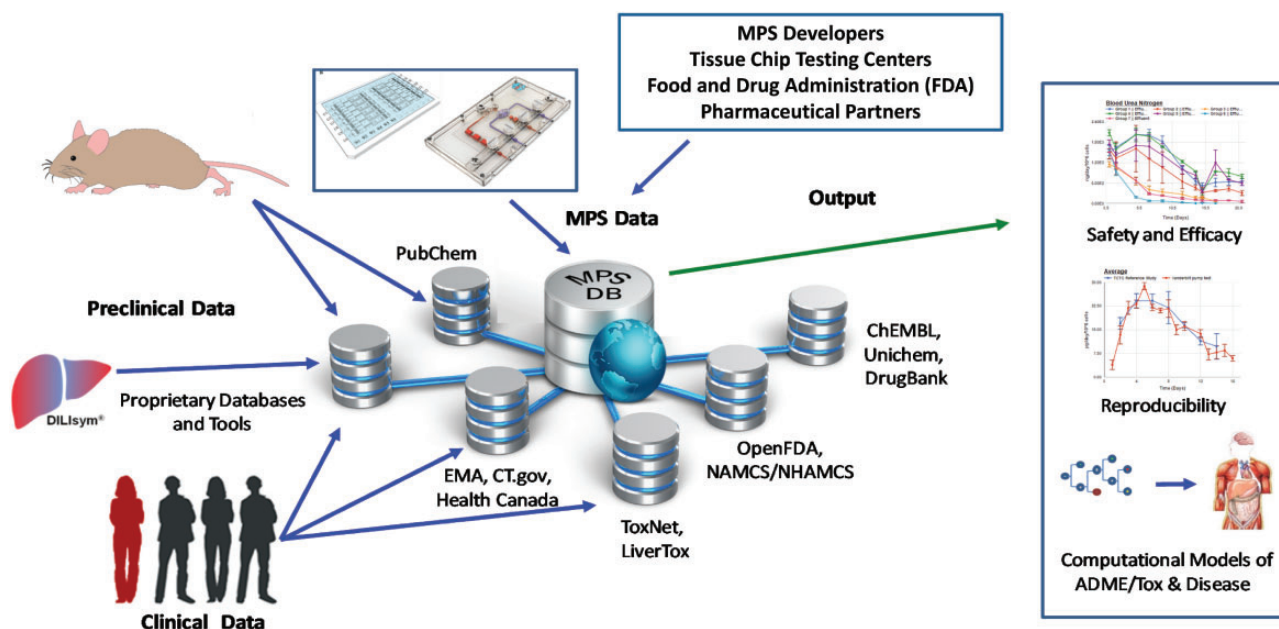 MPS Developers
Tissue Chip Testing Centers
Food and Drug Administration (FDA)
Pharmaceutical Partners
MPS Data
Output
PubChem
MPS
DB
Preclinical Data
ChEMBL,
Unichem,
DrugBank
DILIsym®
Proprietary Databases
and Tools
EMA, CT.gov,
Health Canada
OpenFDA,
NAMCS/NHAMCS
ToxNet,
LiverTox
Clinical Data
Blood Urea Nitrogen
Time (Days)
Safety and Efficacy
Average
Time (Days)
Reproducibility
Computational Models of
ADME/Tox & Disease